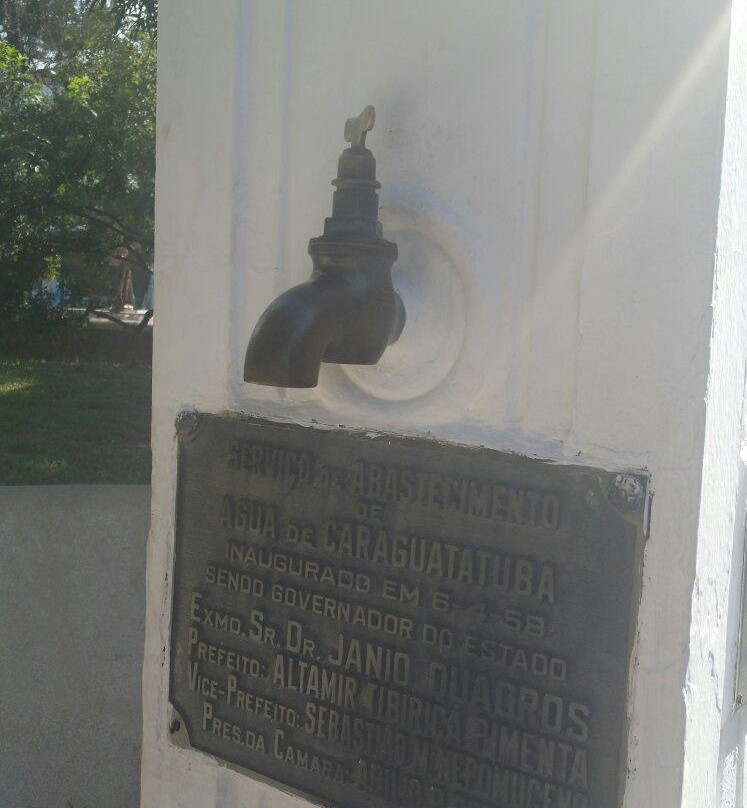 SERVIÇO DE ABASTECIMENTO
DE
AGUA DE CARAGUATATUBA
INAUGURADO EM 6-4-58
SENDO GOVERNADOR DO ESTADO
EXMO. SR. DR. JANIO QUADROS
PREFEITO: ALTAMIR TIBIRIÇA PIMENTA
VICE-PREFEITO: SEBASTIÃO M. NEPOMUCENO
PRES. DA CAMARA: